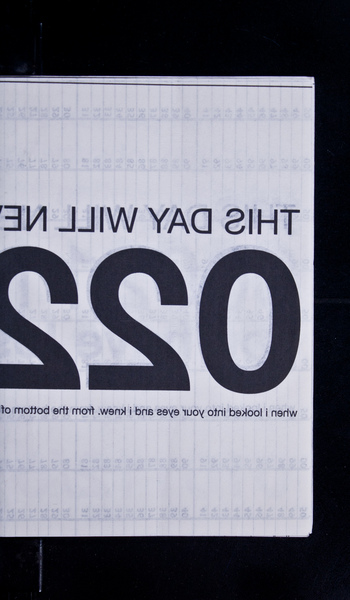 THIS DAY WILL NEV
022
when i looked into your eyes and i knew, from the bottom of